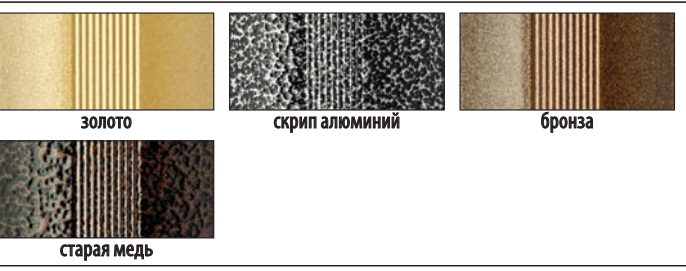 золото
скрип алюминий
бронза
старая медь